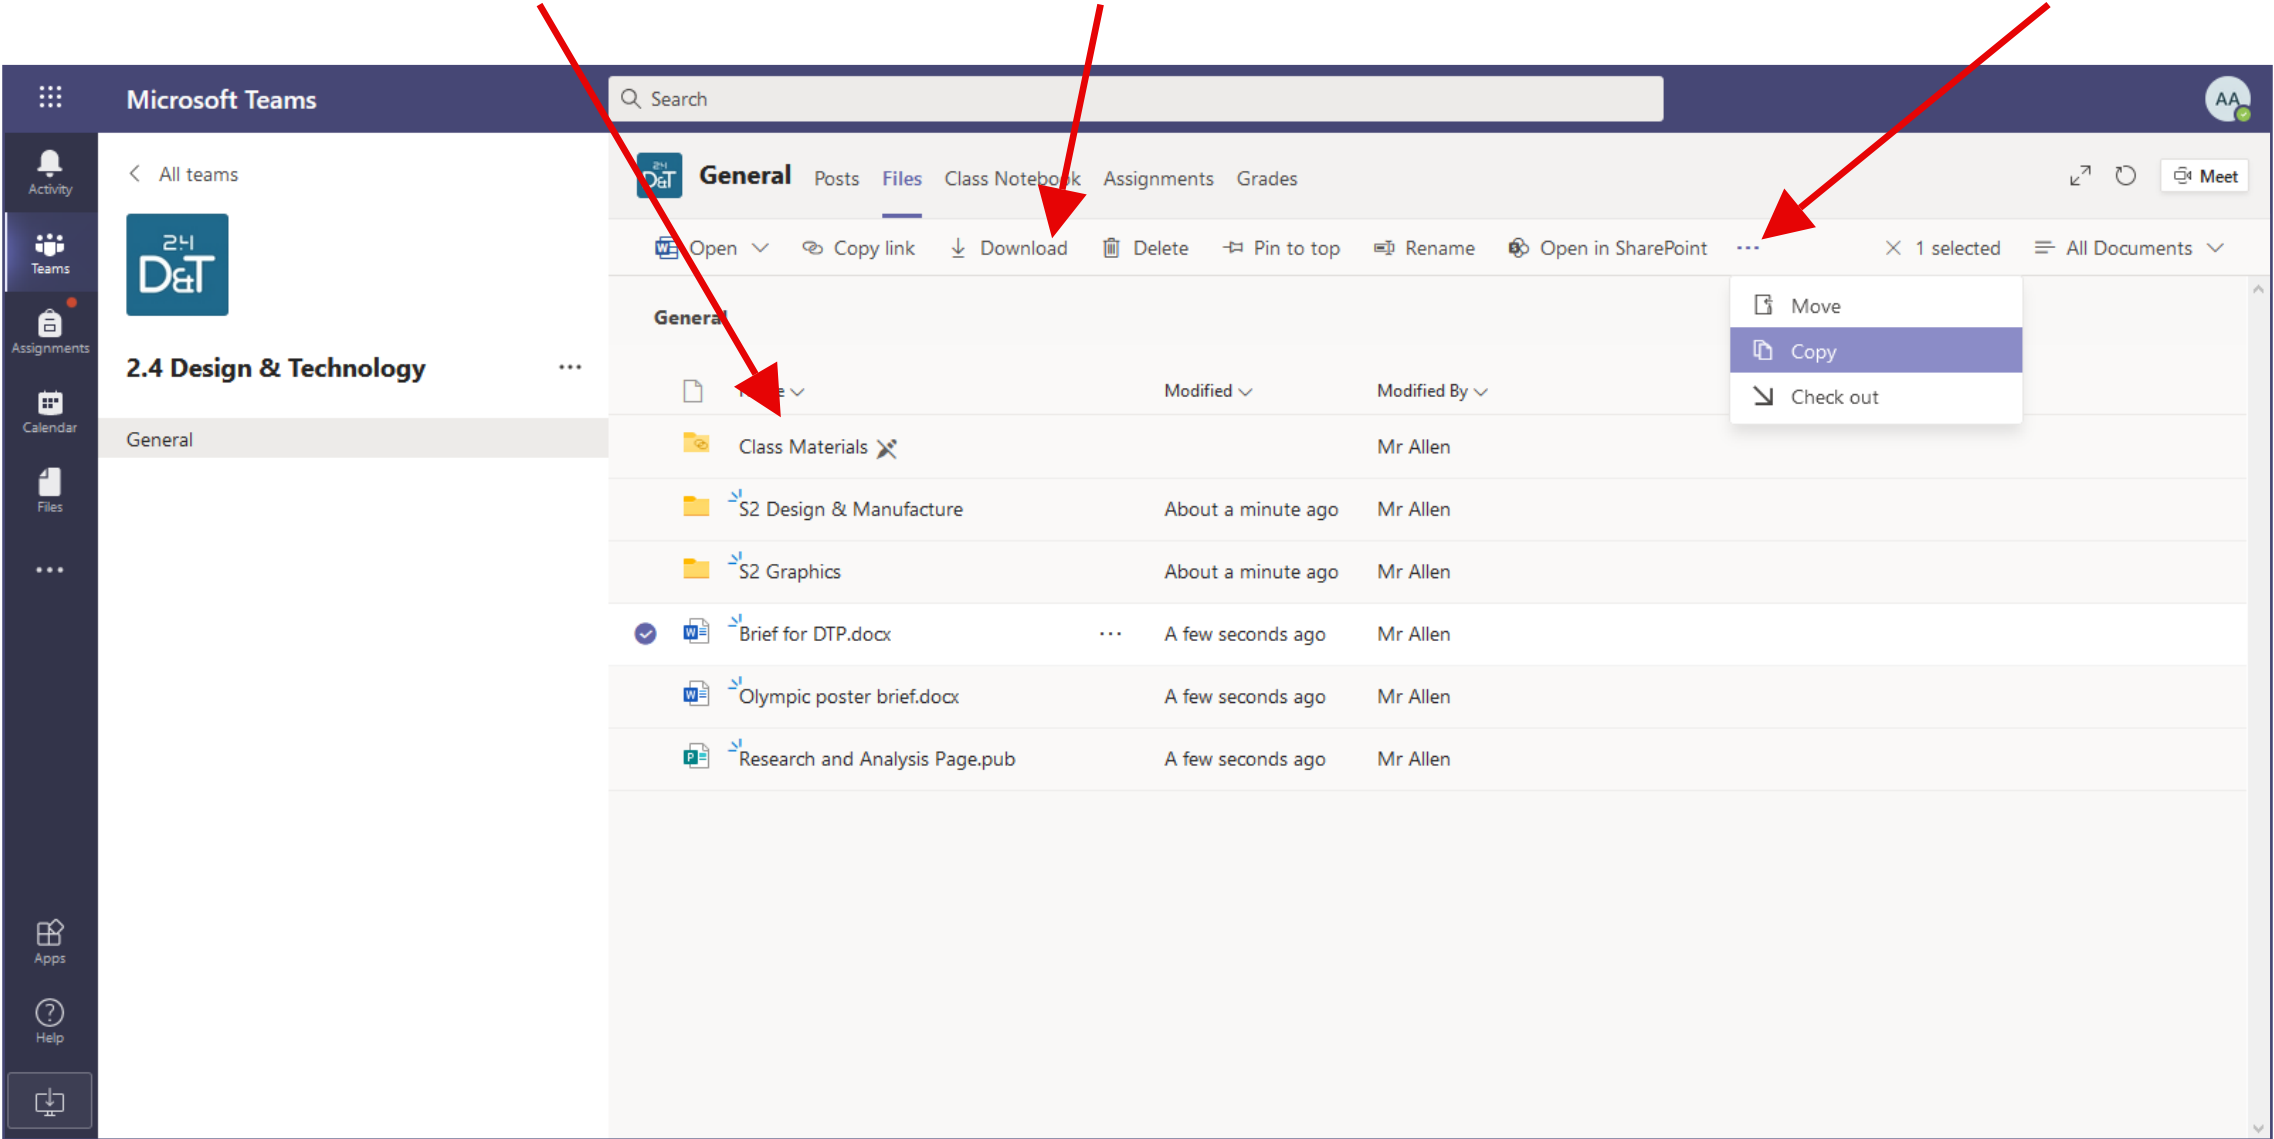 Microsoft Teams
Search
AA
Activity
Teams
Assignments
Calendar
Files
Apps
Help
All teams
24
D&T
2.4 Design & Technology
General
24
D&T
General Posts Files Class Notebook Assignments Grades
Meet
Open Copy link Download Delete Pin to top Rename Open in SharePoint 1 selected All Documents
Move
Copy
Check out
General
Modified Modified By
Class Materials Mr Allen
S2 Design & Manufacture About a minute ago Mr Allen
S2 Graphics About a minute ago Mr Allen
Brief for DTP.docx A few seconds ago Mr Allen
Olympic poster brief.docx A few seconds ago Mr Allen
Research and Analysis Page.pub A few seconds ago Mr Allen